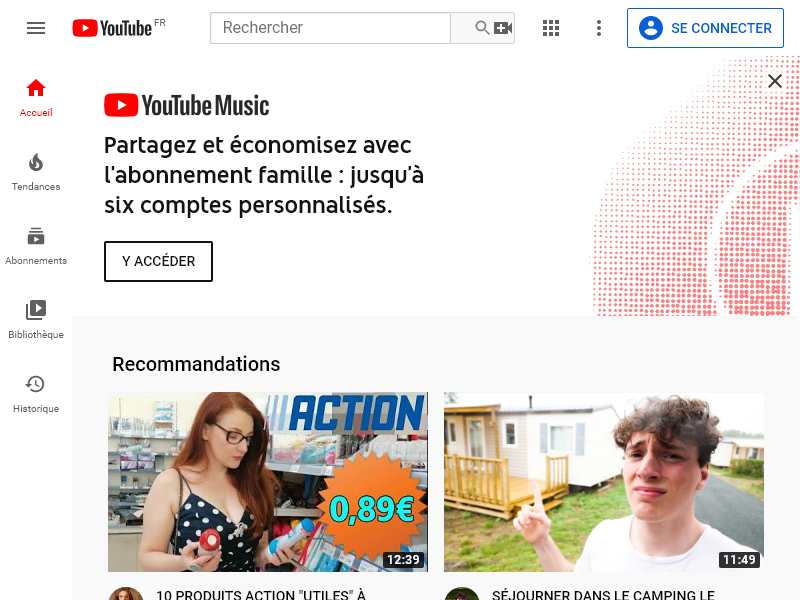 YouTube FR
Rechercher
SE CONNECTER
Accueil
Tendances
Abonnements
Bibliothèque
Historique
YouTube Music
Partagez et économisez avec
l'abonnement famille : jusqu'à
six comptes personnalisés.
Y ACCÉDER
Recommandations
ACTION
0,89€
12:39
11:49
10 PRODUITS ACTION "UTILES" À
SÉJOURNER DANS LE CAMPING LE